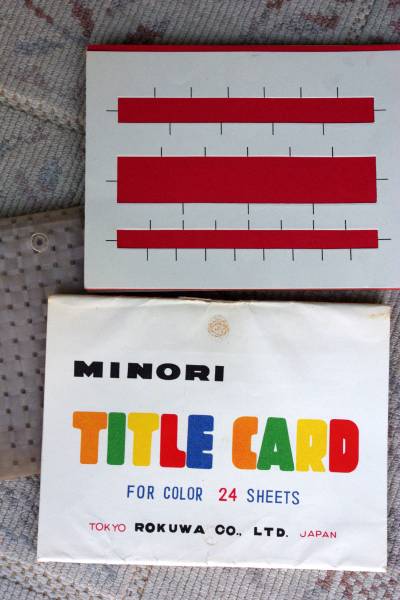 MINORI
TITLE CARD
FOR COLOR 24 SHEETS
TOKYO ROKUWA CO., LTD. JAPAN